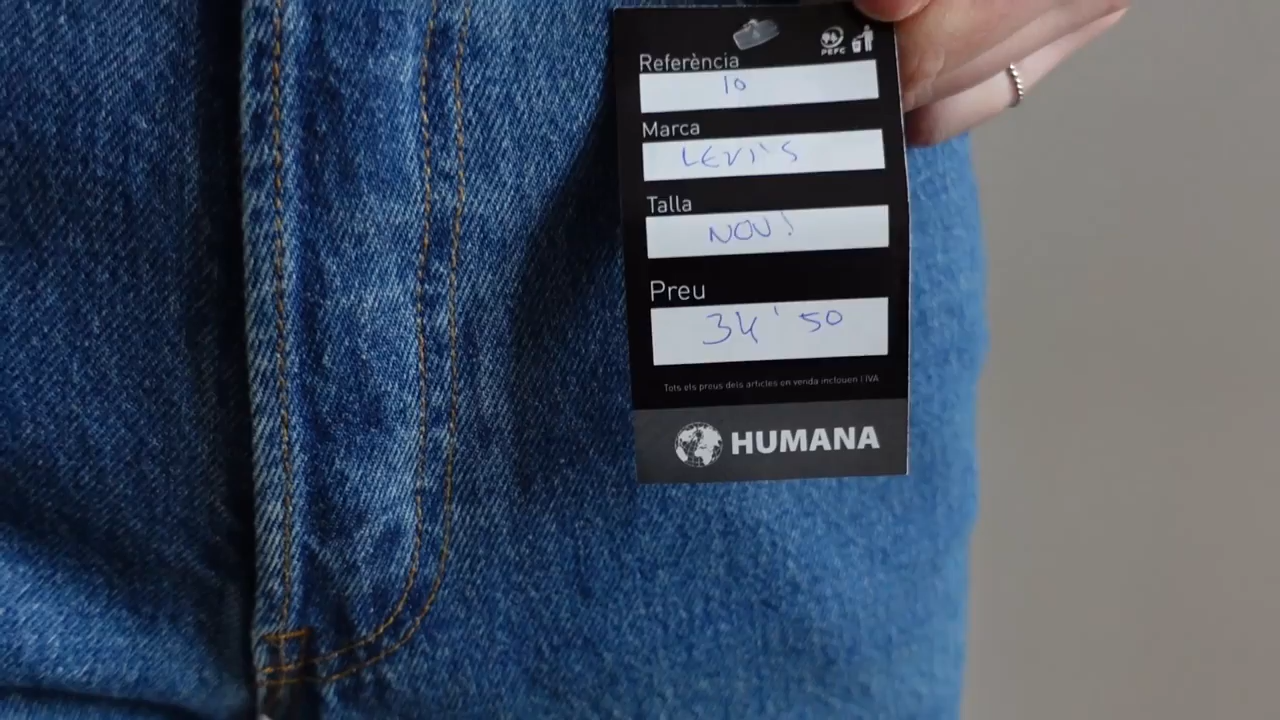 PEFC
Referència
10
Marca
LEVI'S
Talla
NOU!
Preu
34'50
Tots els preus dels articles en venda inclouen l'IVA
HUMANA